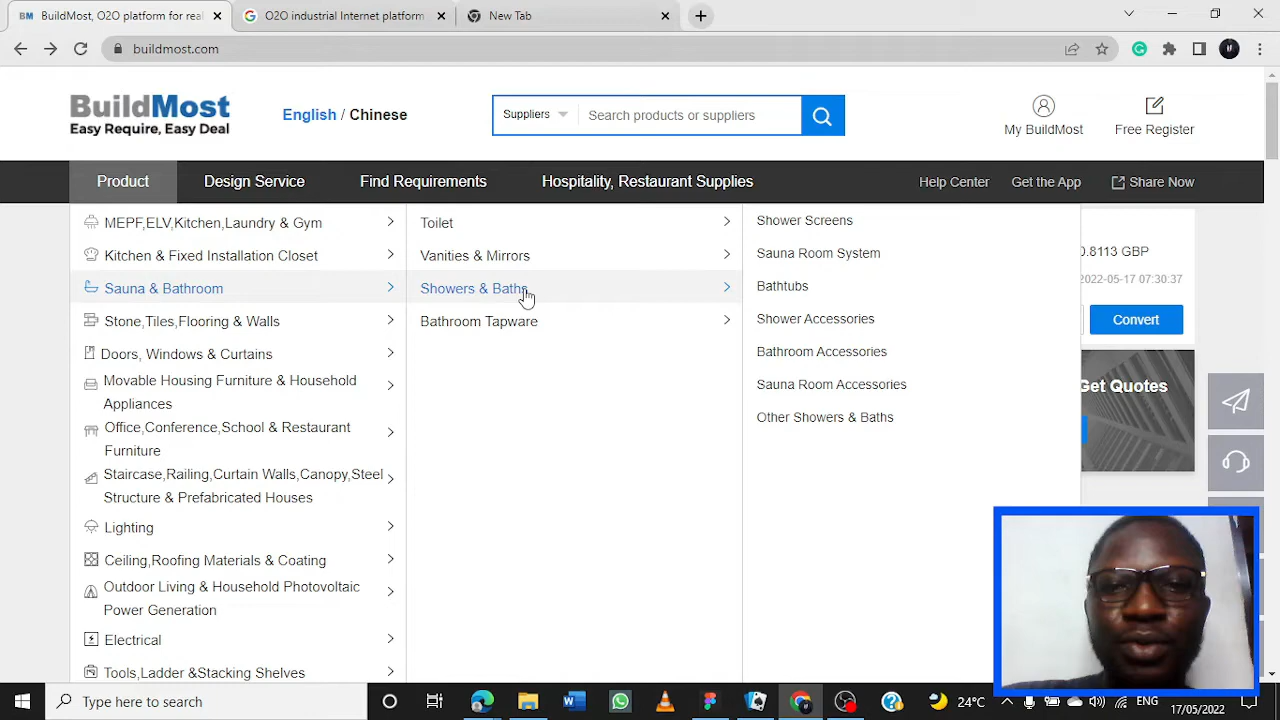 BM BuildMost, O2O platform for real
O2O industrial Internet platform
New Tab
buildmost.com
BuildMost
Easy Require, Easy Deal
English / Chinese
Suppliers
Search products or suppliers
My BuildMost
Free Register
Product
Design Service
Find Requirements
Hospitality, Restaurant Supplies
Help Center
Get the App
Share Now
MEPF,ELV,Kitchen,Laundry & Gym
Kitchen & Fixed Installation Closet
Sauna & Bathroom
Stone,Tiles,Flooring & Walls
Doors, Windows & Curtains
Movable Housing Furniture & Household
Appliances
Office,Conference,School & Restaurant
Furniture
Staircase,Railing,Curtain Walls,Canopy,Steel
Structure & Prefabricated Houses
Lighting
Ceiling,Roofing Materials & Coating
Outdoor Living & Household Photovoltaic
Power Generation
Electrical
Tools,Ladder &Stacking Shelves
Toilet
Vanities & Mirrors
Showers & Baths
Bathroom Tapware
Shower Screens
Sauna Room System
Bathtubs
Shower Accessories
Bathroom Accessories
Sauna Room Accessories
Other Showers & Baths
0.8113 GBP
2022-05-17 07:30:37
Convert
Get Quotes
Type here to search
24°C
ENG
17/05/2022